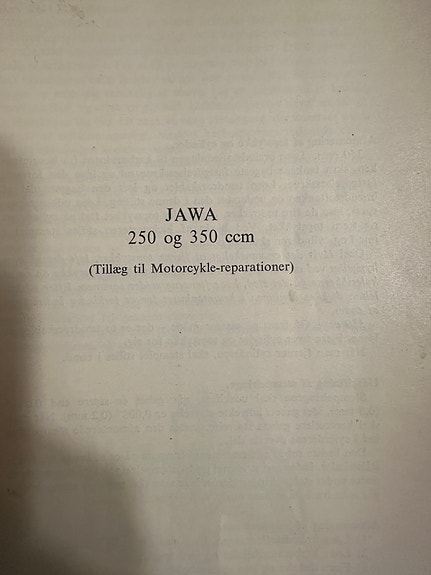 JAWA
250 og 350 ccm
(Tillæg til Motorcykle-reparationer)